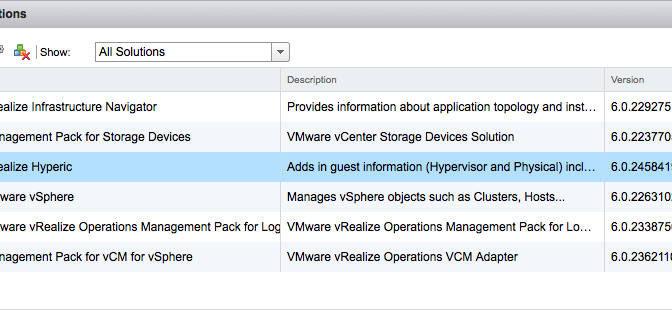 tions
Show: All Solutions
Description Version
ealize Infrastructure Navigator Provides information about application topology and inst... 6.0.229275
nagement Pack for Storage Devices VMware vCenter Storage Devices Solution 6.0.223770
ealize Hyperic Adds in guest information (Hypervisor and Physical) incl... 6.0.245841
ware vSphere Manages vSphere objects such as Clusters, Hosts... 6.0.226310
ware vRealize Operations Management Pack for Log VMware vRealize Operations Management Pack for Lo... 6.0.233875
nagement Pack for vCM for vSphere VMware vRealize Operations VCM Adapter 6.0.236211